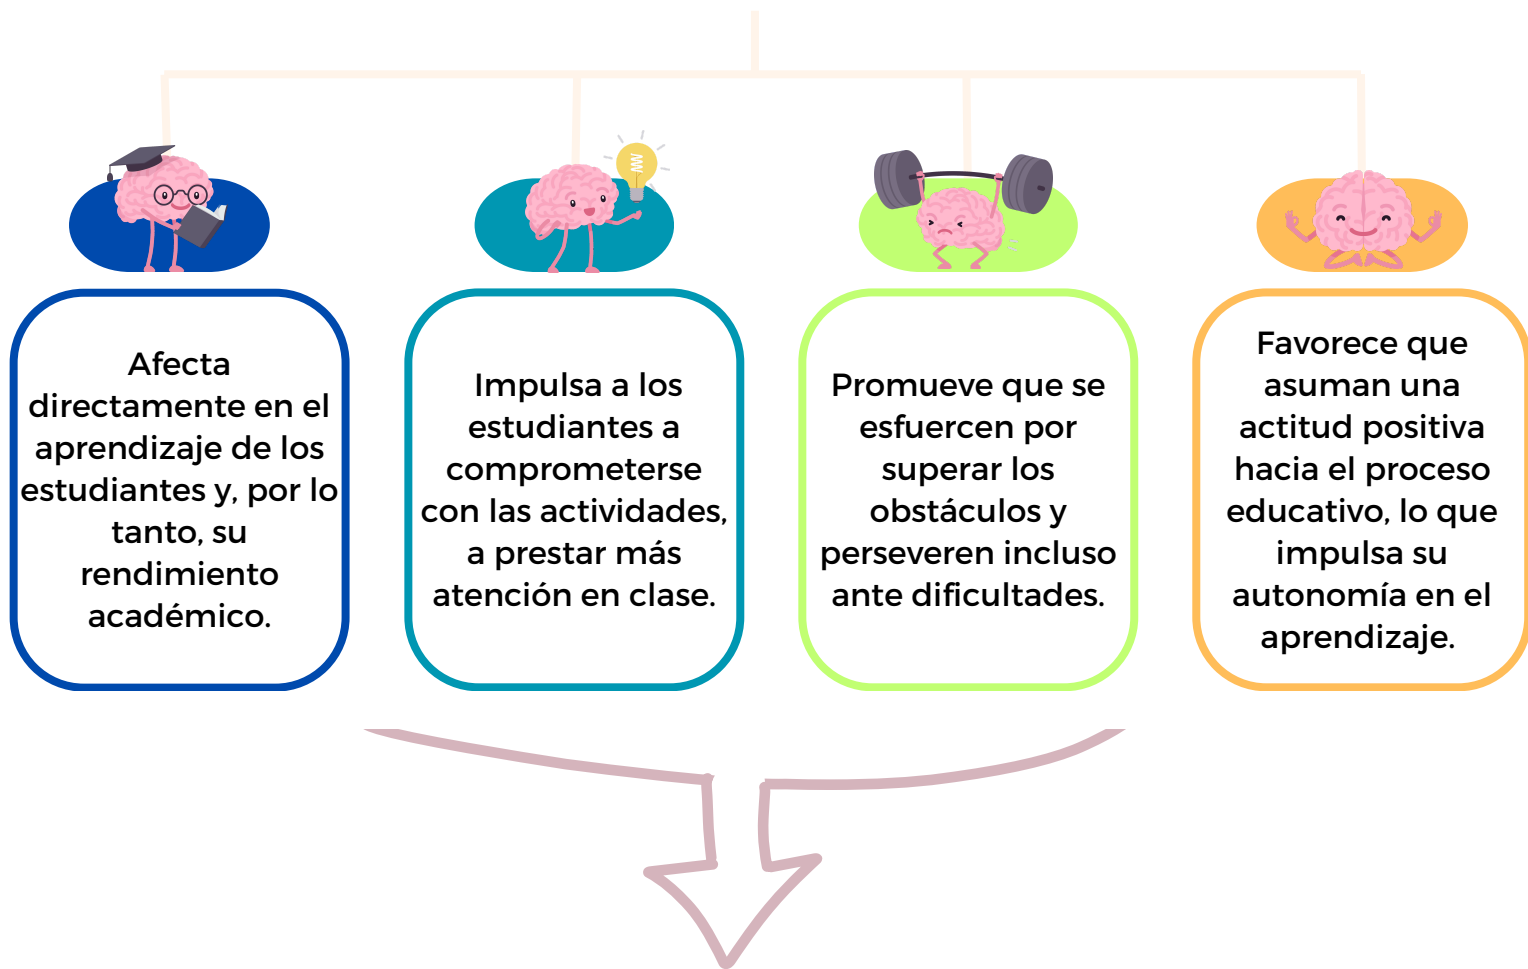 Afecta
directamente en el
aprendizaje de los
estudiantes y, por lo
tanto, su
rendimiento
académico.
Impulsa a los
estudiantes a
comprometerse
con las actividades,
a prestar más
atención en clase.
Promueve que se
esfuercen por
superar los
obstáculos y
perseveren incluso
ante dificultades.
Favorece que
asuman una
actitud positiva
hacia el proceso
educativo, lo que
impulsa su
autonomía en el
aprendizaje.